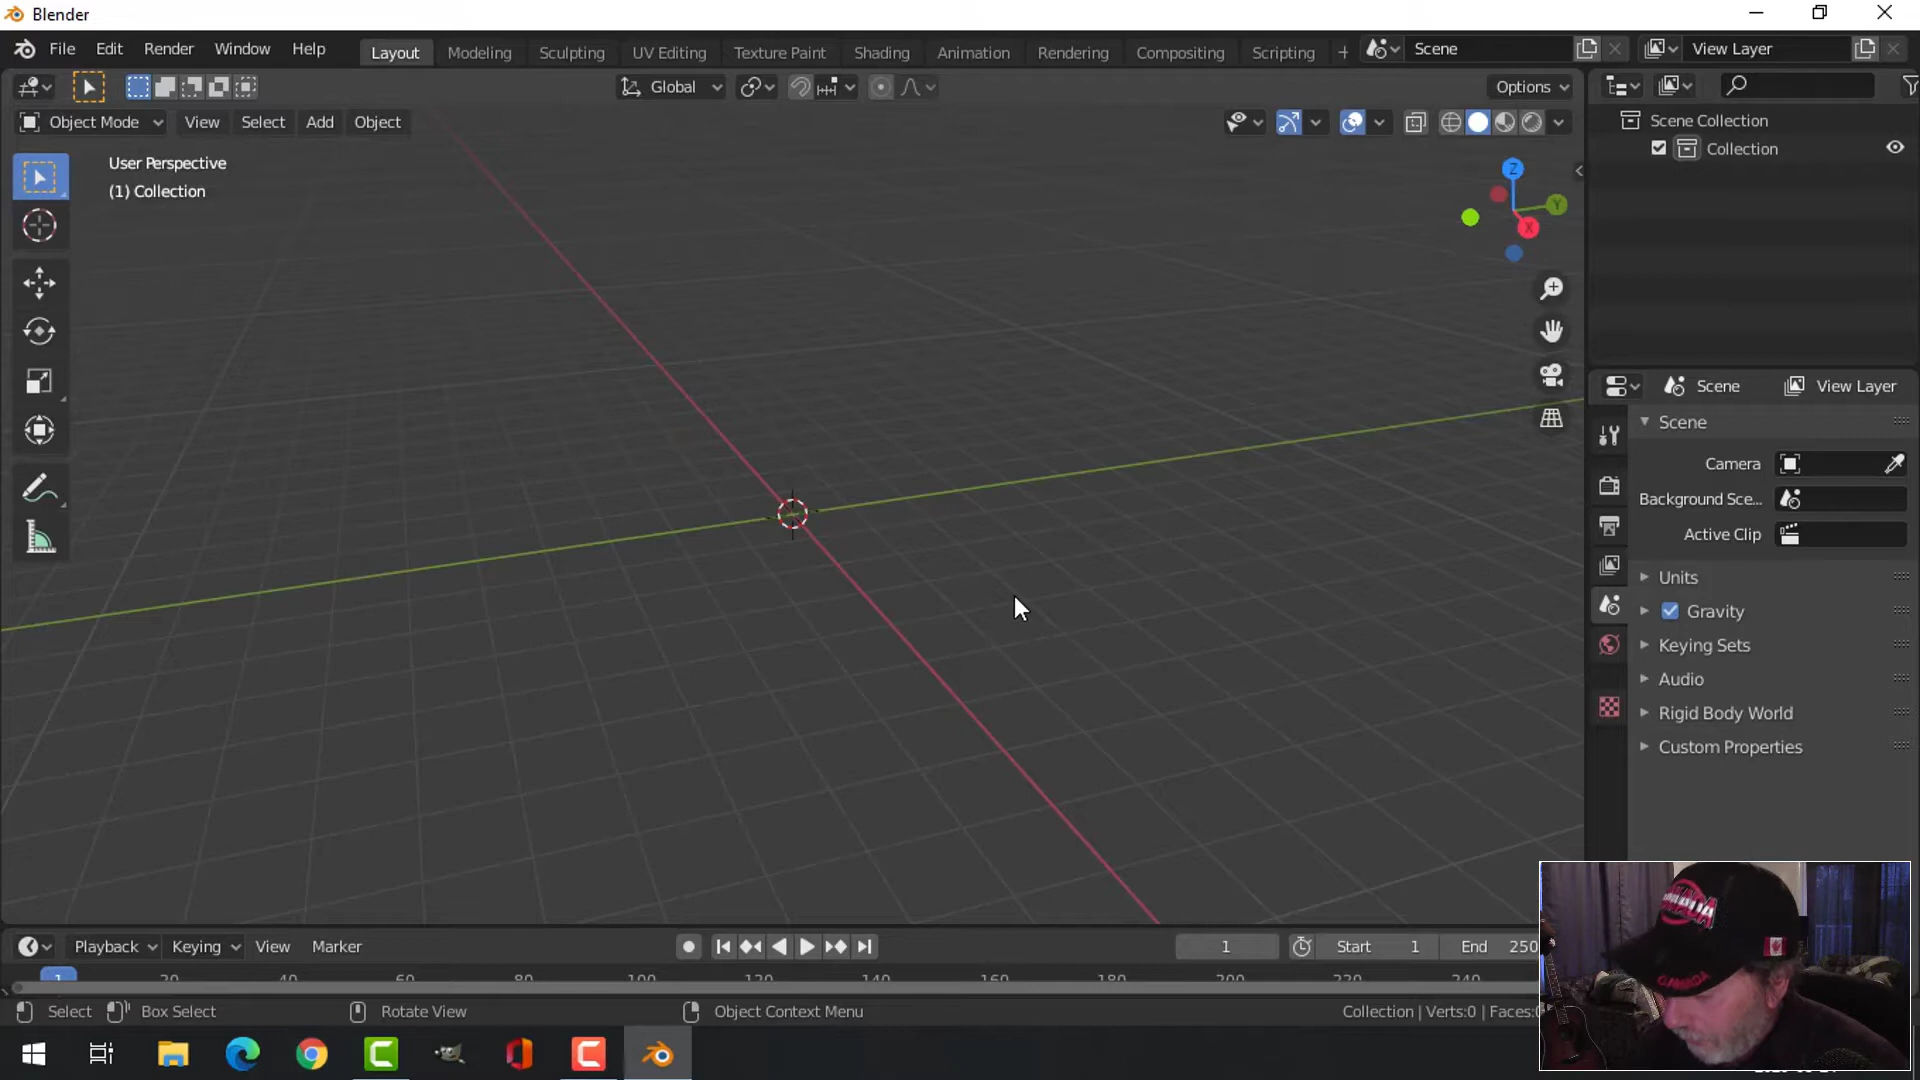 Blender
File Edit Render Window Help Layout Modeling Sculpting UV Editing Texture Paint Shading Animation Rendering Compositing Scripting + Scene View Layer
Global Options
Object Mode View Select Add Object
User Perspective
(1) Collection
Z
Y
X
Scene Collection
Collection
Scene View Layer
Scene
Camera
Background Sce...
Active Clip
Units
Gravity
Keying Sets
Audio
Rigid Body World
Custom Properties
Playback Keying View Marker 1 Start 1 End 250
1 20 40 60 80 100 120 140 160 180 200 220 240
Select Box Select Rotate View Object Context Menu Collection | Verts:0 | Faces:0
CANADA